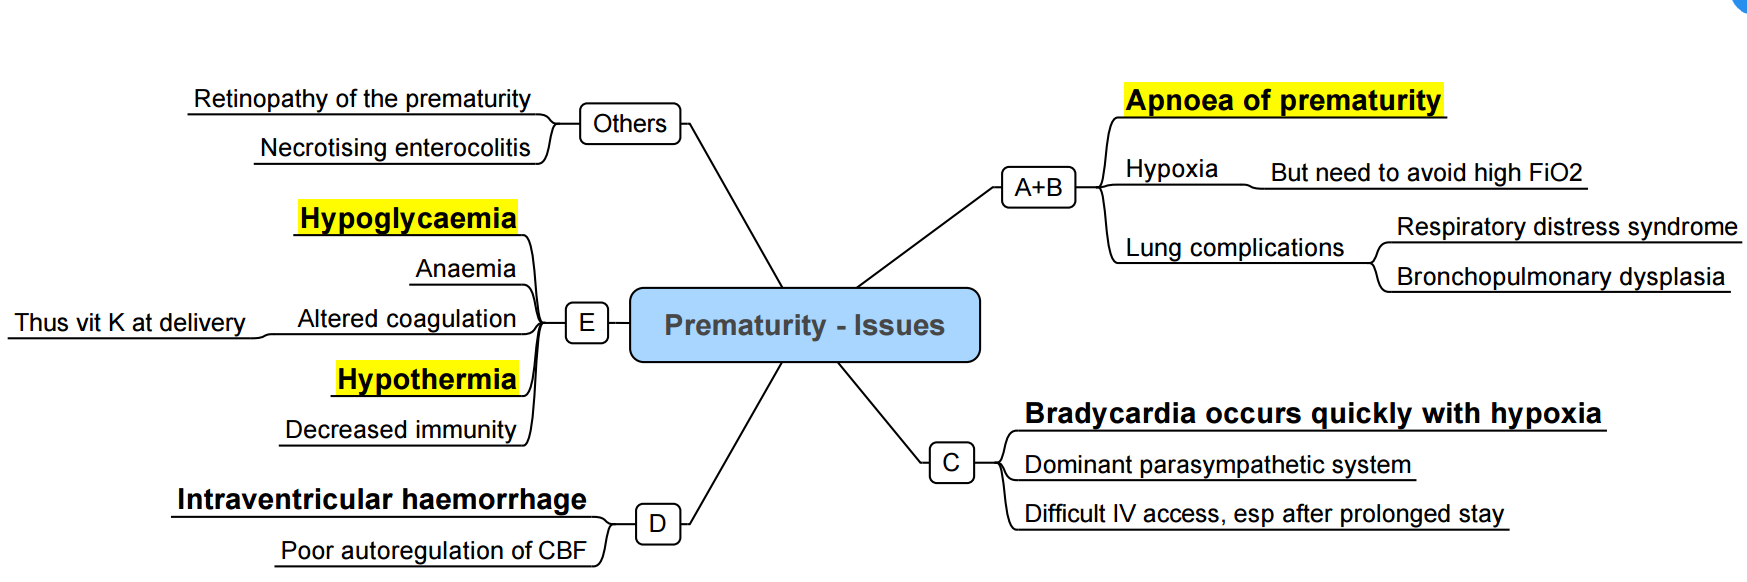 Prematurity - Issues
A+B
Apnoea of prematurity
Hypoxia
But need to avoid high FiO2
Lung complications
Respiratory distress syndrome
Bronchopulmonary dysplasia
C
Bradycardia occurs quickly with hypoxia
Dominant parasympathetic system
Difficult IV access, esp after prolonged stay
D
Intraventricular haemorrhage
Poor autoregulation of CBF
E
Hypoglycaemia
Anaemia
Altered coagulation
Thus vit K at delivery
Hypothermia
Decreased immunity
Others
Retinopathy of the prematurity
Necrotising enterocolitis